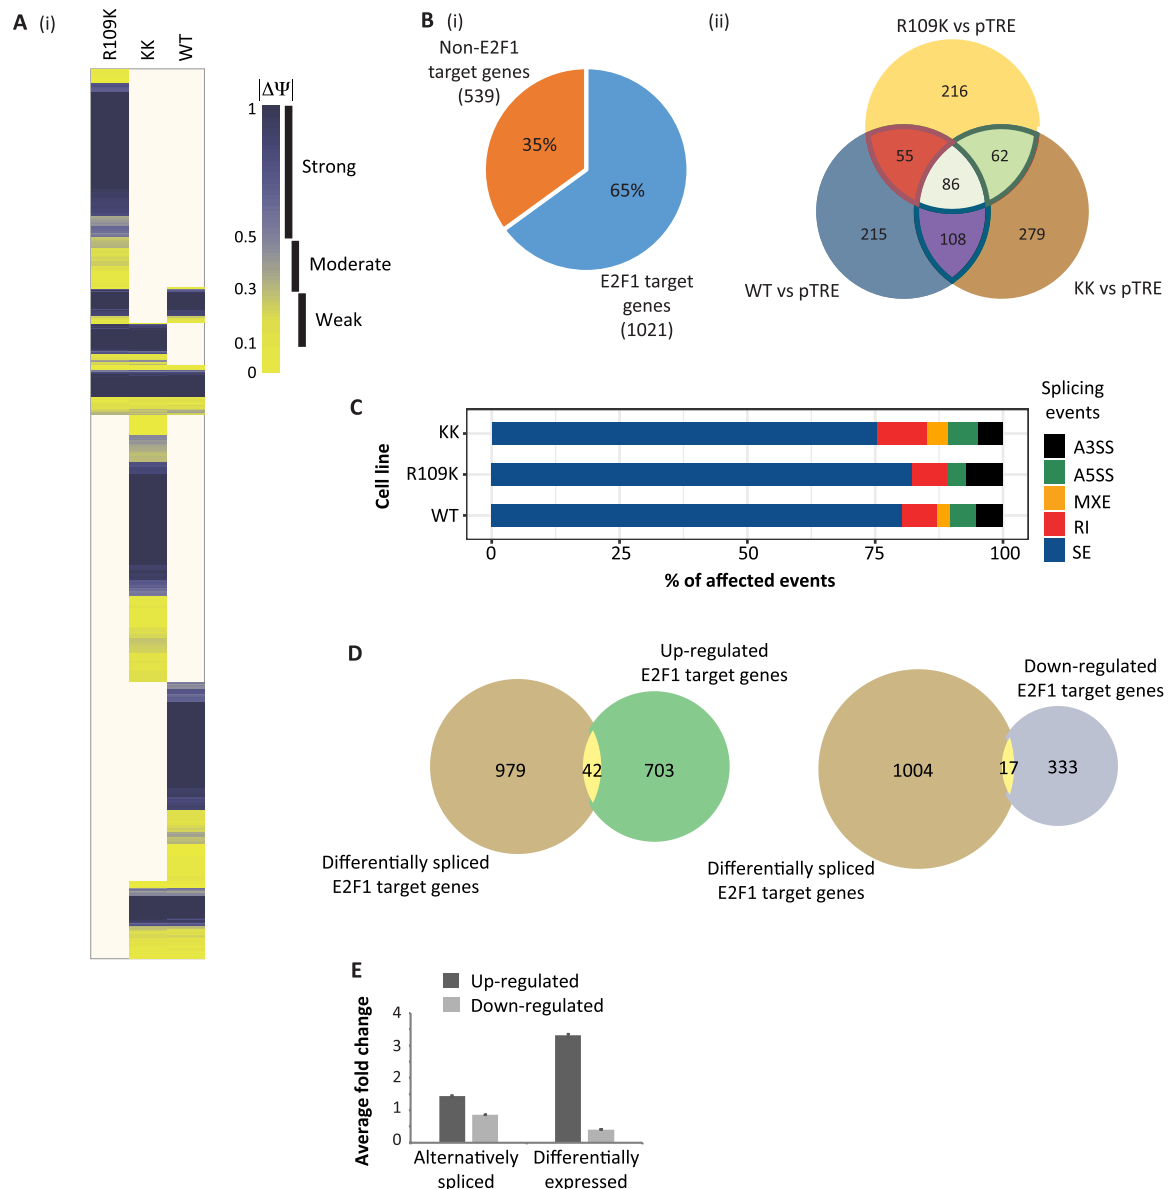 A (i)
R109K
KK
WT
|ΔΨ|
1
0.5
0.3
0.1
0
Strong
Moderate
Weak
B (i)
Non-E2F1
target genes
(539)
35%
65%
E2F1 target
genes
(1021)
(ii)
R109K vs pTRE
216
55
62
86
215
108
279
WT vs pTRE
KK vs pTRE
C
Cell line
KK
R109K
WT
0
25
50
75
100
% of affected events
Splicing
events
A3SS
A5SS
MXE
RI
SE
D
Up-regulated
E2F1 target genes
979
42
703
Differentially spliced
E2F1 target genes
Down-regulated
E2F1 target genes
1004
17
333
Differentially spliced
E2F1 target genes
E
Up-regulated
Down-regulated
Average fold change
4
3
2
1
0
Alternatively
spliced
Differentially
expressed